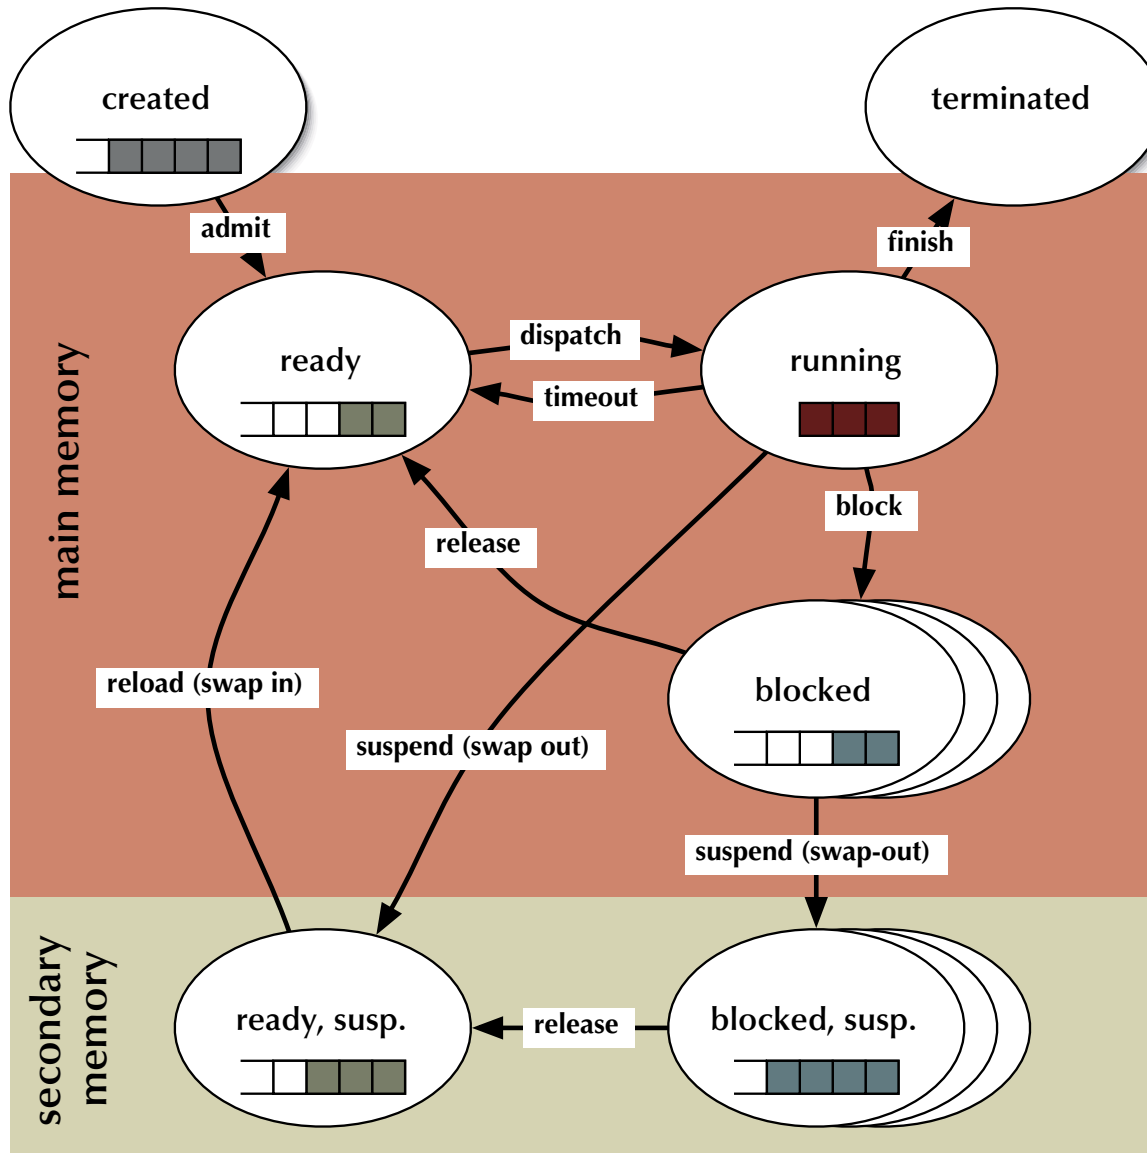 created
terminated
admit
finish
ready
dispatch
timeout
running
main memory
block
release
reload (swap in)
blocked
suspend (swap out)
suspend (swap-out)
secondary
memory
ready, susp.
release
blocked, susp.